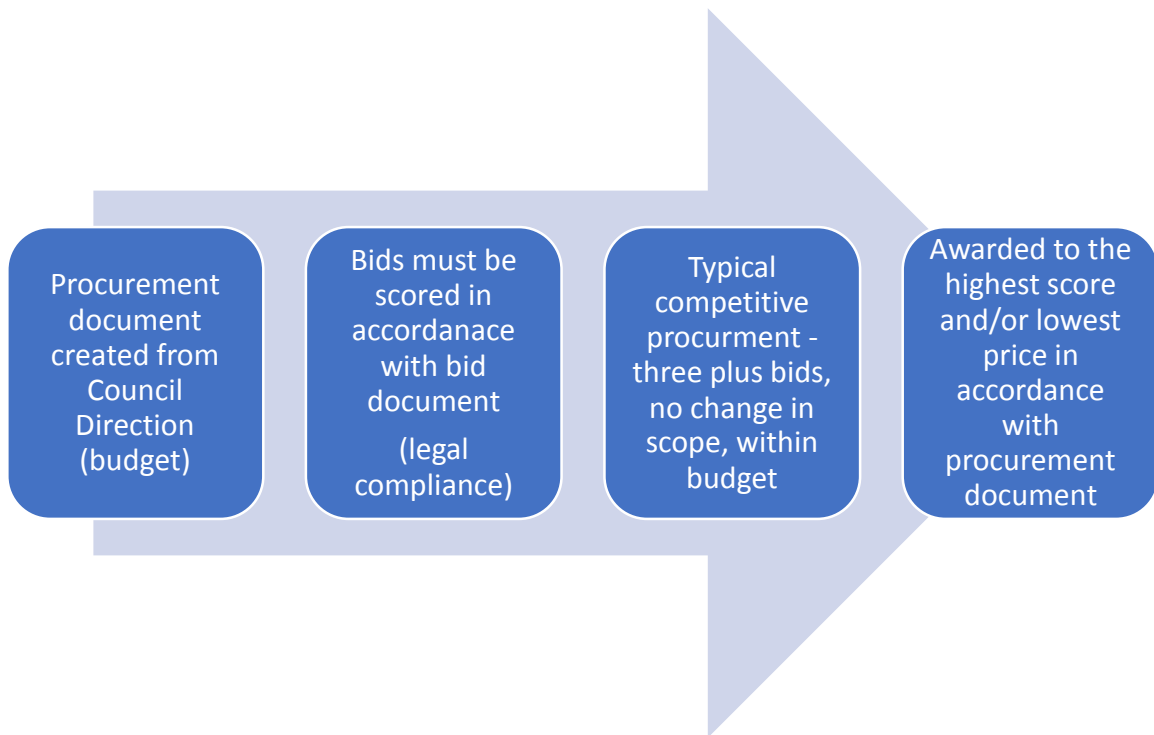 Procurement
document
created from
Council
Direction
(budget)
Bids must be
scored in
accordanace
with bid
document
(legal
compliance)
Typical
competitive
procurment -
three plus bids,
no change in
scope, within
budget
Awarded to the
highest score
and/or lowest
price in
accordance
with
procurement
document